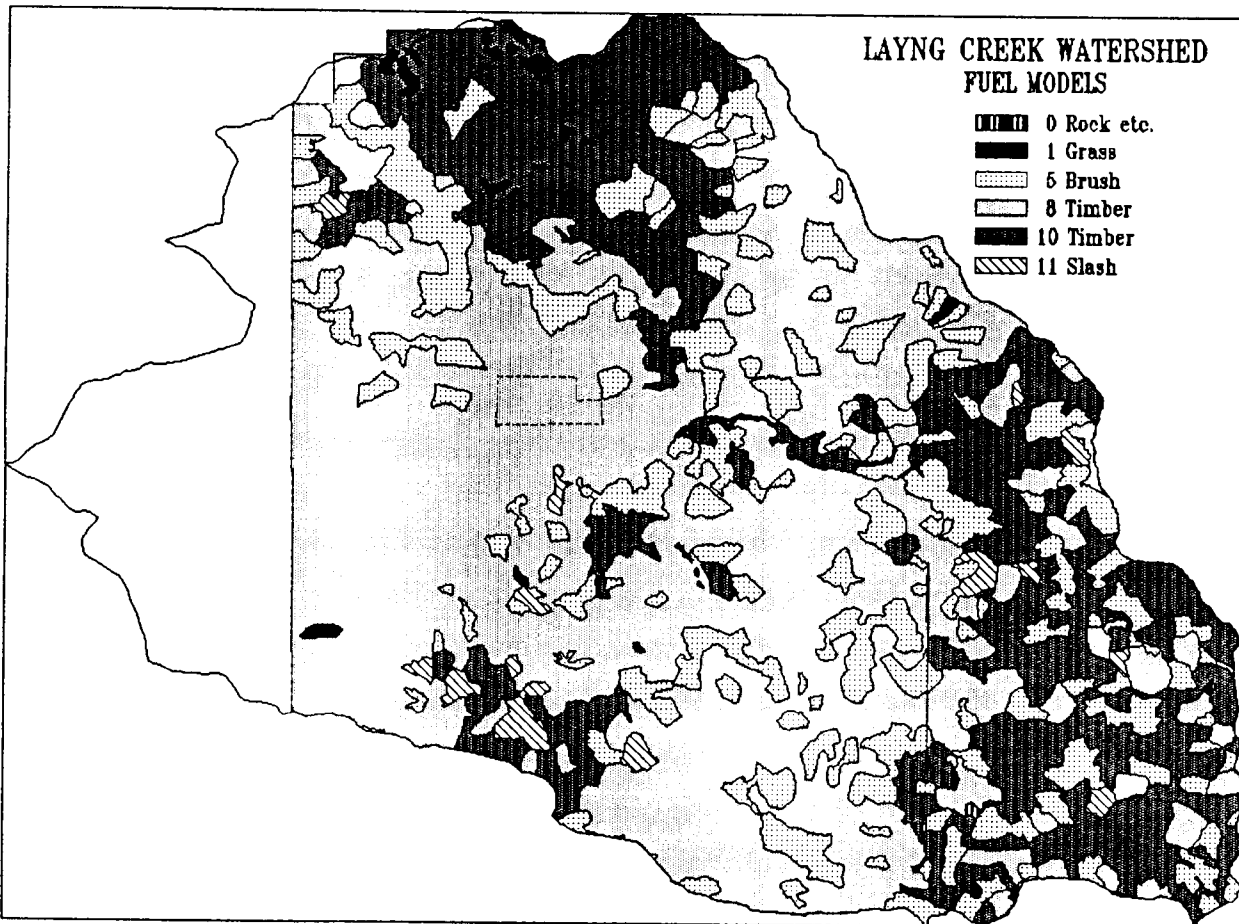 LAYNG CREEK WATERSHED
FUEL MODELS
0 Rock etc.
1 Grass
5 Brush
8 Timber
10 Timber
11 Slash